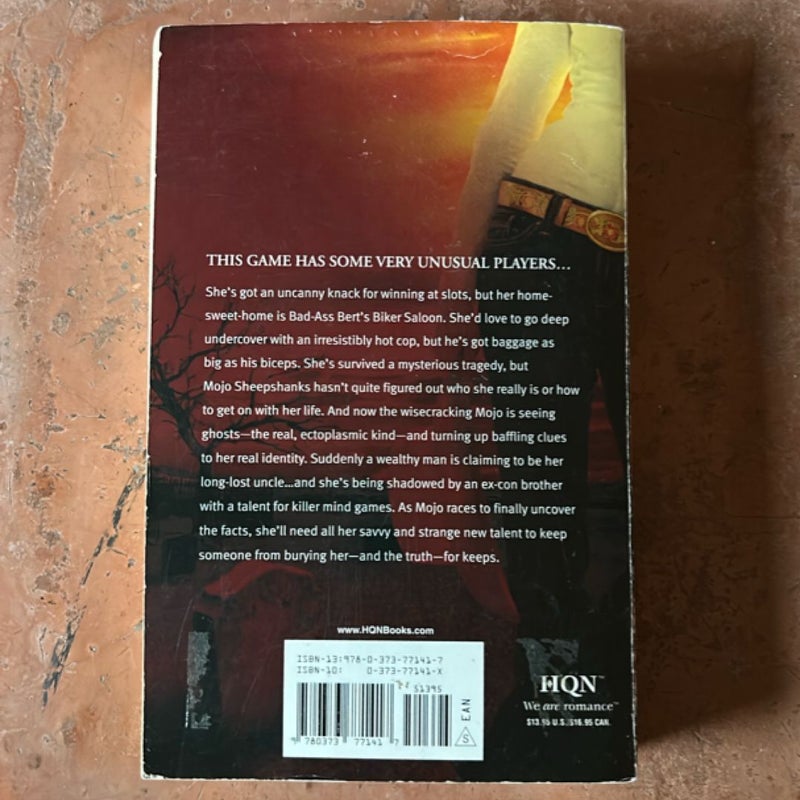 THIS GAME HAS SOME VERY UNUSUAL PLAYERS...
She's got an uncanny knack for winning at slots, but her home-
sweet-home is Bad-Ass Bert's Biker Saloon. She'd love to go deep
undercover with an irresistibly hot cop, but he's got baggage as
big as his biceps. She's survived a mysterious tragedy, but
Mojo Sheepshanks hasn't quite figured out who she really is or how
to get on with her life. And now the wisecracking Mojo is seeing
ghosts—the real, ectoplasmic kind—and turning up baffling clues
to her real identity. Suddenly a wealthy man is claiming to be her
long-lost uncle...and she's being shadowed by an ex-con brother
with a talent for killer mind games. As Mojo races to finally uncover
the facts, she'll need all her savvy and strange new talent to keep
someone from burying her—and the truth—for keeps.
www.HQNBooks.com
ISBN-13:978-0-373-77141-7
ISBN-10: 0-373-77141-X
51395
EAN
S
9 780373 77141 7
HQN™
We are romance™
$13.95 U.S./$16.95 CAN.